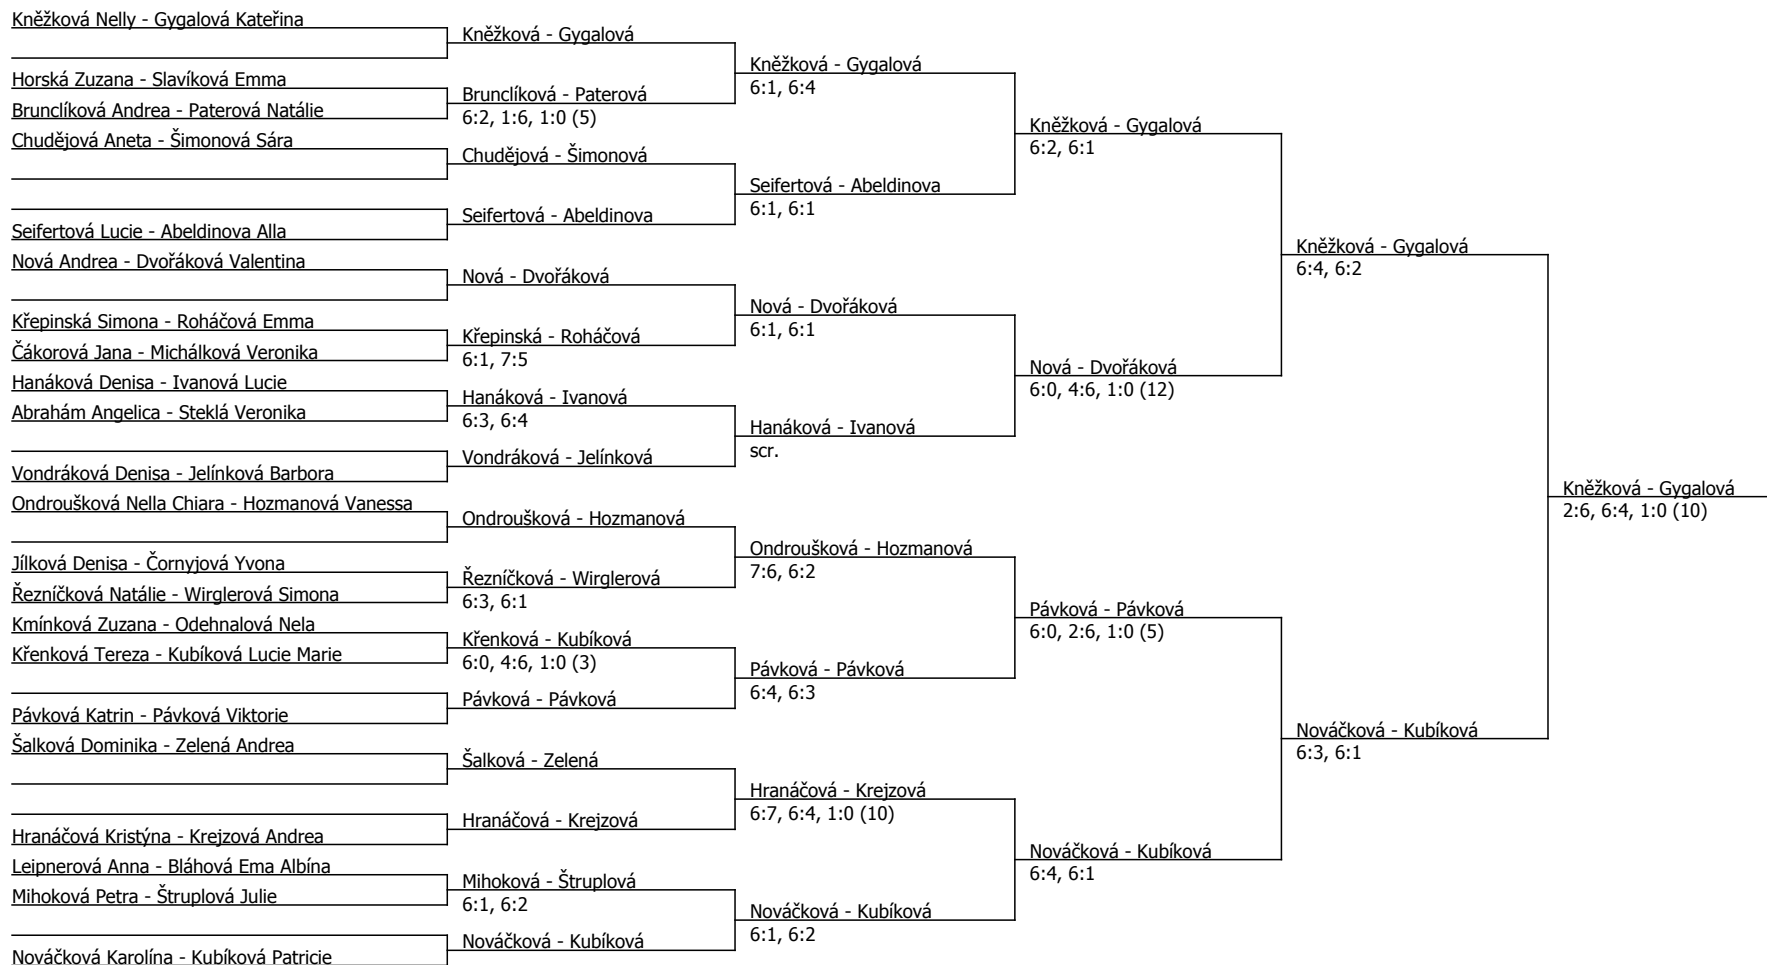 Kněžková Nelly - Gygalová Kateřina
Horská Zuzana - Slavíková Emma
Brunclíková Andrea - Paterová Natálie
Chudějová Aneta - Šimonová Sára
Seifertová Lucie - Abeldinova Alla
Nová Andrea - Dvořáková Valentina
Křepinská Simona - Roháčová Emma
Čákorová Jana - Michálková Veronika
Hanáková Denisa - Ivanová Lucie
Abrahám Angelica - Steklá Veronika
Vondráková Denisa - Jelínková Barbora
Ondroušková Nella Chiara - Hozmanová Vanessa
Jílková Denisa - Čornyjová Yvona
Řezníčková Natálie - Wirglerová Simona
Kmínková Zuzana - Odehnalová Nela
Křenková Tereza - Kubíková Lucie Marie
Pávková Katrin - Pávková Viktorie
Šalková Dominika - Zelená Andrea
Hranáčová Kristýna - Krejzová Andrea
Leipnerová Anna - Bláhová Ema Albína
Mihoková Petra - Štruplová Julie
Nováčková Karolína - Kubíková Patricie
Kněžková - Gygalová
Brunclíková - Paterová
6:2, 1:6, 1:0 (5)
Chudějová - Šimonová
Seifertová - Abeldinova
Nová - Dvořáková
Křepinská - Roháčová
6:1, 7:5
Hanáková - Ivanová
6:3, 6:4
Vondráková - Jelínková
Ondroušková - Hozmanová
Řezníčková - Wirglerová
6:3, 6:1
Křenková - Kubíková
6:0, 4:6, 1:0 (3)
Pávková - Pávková
Šalková - Zelená
Hranáčová - Krejzová
Mihoková - Štruplová
6:1, 6:2
Nováčková - Kubíková
Kněžková - Gygalová
6:1, 6:4
Seifertová - Abeldinova
6:1, 6:1
Nová - Dvořáková
6:1, 6:1
Hanáková - Ivanová
scr.
Ondroušková - Hozmanová
7:6, 6:2
Pávková - Pávková
6:4, 6:3
Hranáčová - Krejzová
6:7, 6:4, 1:0 (10)
Nováčková - Kubíková
6:1, 6:2
Kněžková - Gygalová
6:2, 6:1
Nová - Dvořáková
6:0, 4:6, 1:0 (12)
Pávková - Pávková
6:0, 2:6, 1:0 (5)
Nováčková - Kubíková
6:4, 6:1
Kněžková - Gygalová
6:4, 6:2
Nováčková - Kubíková
6:3, 6:1
Kněžková - Gygalová
2:6, 6:4, 1:0 (10)